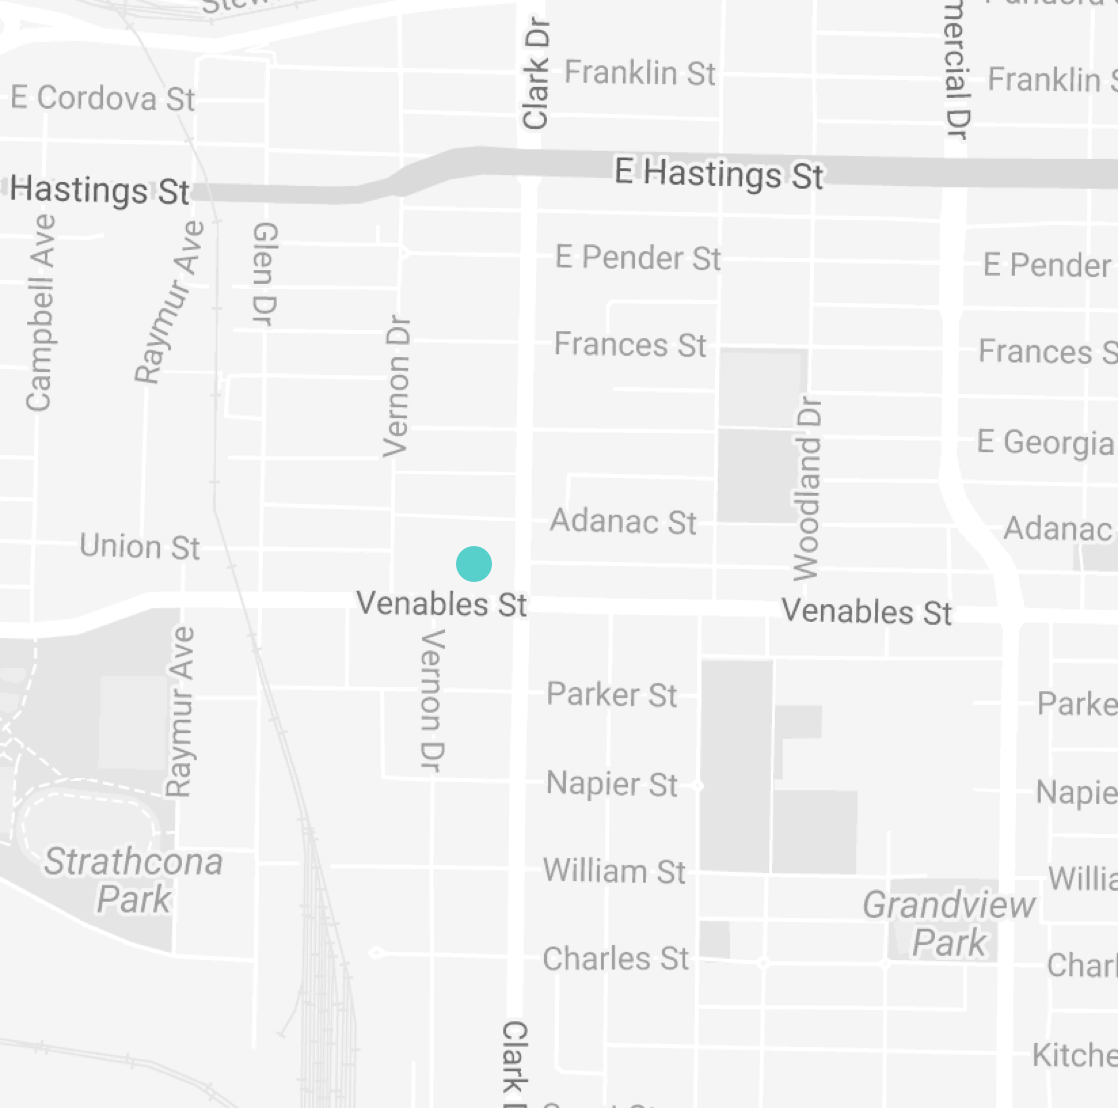 Clark Dr
Franklin St
Franklin
E Cordova St
E Hastings St
Hastings St
Campbell Ave
Raymur Ave
Glen Dr
E Pender St
E Pender
Vernon Dr
Frances St
Frances
Woodland Dr
E Georgia
Adanac St
Adanac
Union St
Venables St
Venables St
Raymur Ave
Vernon Dr
Parker St
Napier St
Strathcona
Park
William St
Grandview
Park
Charles St
Clark